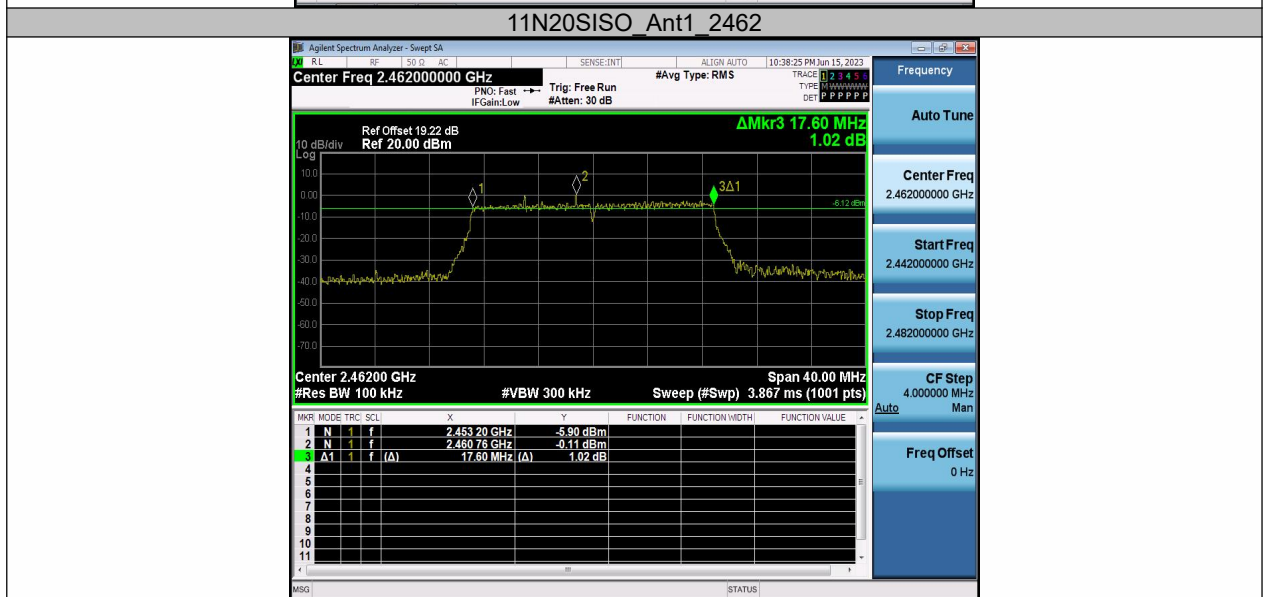 11N20SISO_Ant1_2462
Agilent Spectrum Analyzer - Swept SA
RL RF 50 Ω AC SENSE:INT ALIGN AUTO 10:38:25 PM Jun 15, 2023
Center Freq 2.462000000 GHz
PNO: Fast
IFGain:Low
Trig: Free Run
#Atten: 30 dB
#Avg Type: RMS
TRACE 1 2 3 4 5 6
TYPE M WWWWW
DET P P P P P P
Ref Offset 19.22 dB
10 dB/div Ref 20.00 dBm
Log
ΔMkr3 17.60 MHz
1.02 dB
10.0
0.00
-10.0
-20.0
-30.0
-40.0
-50.0
-60.0
-70.0
1
2
3Δ1
-6.12 dBm
Center 2.46200 GHz Span 40.00 MHz
#Res BW 100 kHz #VBW 300 kHz Sweep (#Swp) 3.867 ms (1001 pts)
MKR MODE TRC SCL X Y FUNCTION FUNCTION WIDTH FUNCTION VALUE
1 N 1 f 2.453 20 GHz -5.90 dBm
2 N 1 f 2.460 76 GHz -0.11 dBm
3 Δ1 1 f (Δ) 17.60 MHz (Δ) 1.02 dB
4
5
6
7
8
9
10
11
MSG STATUS
Frequency
Auto Tune
Center Freq
2.462000000 GHz
Start Freq
2.442000000 GHz
Stop Freq
2.482000000 GHz
CF Step
4.000000 MHz
Auto Man
Freq Offset
0 Hz